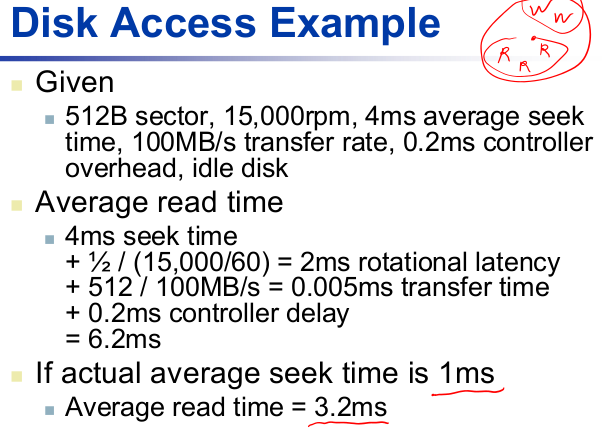 Disk Access Example
W W
R R R
Given
512B sector, 15,000rpm, 4ms average seek
time, 100MB/s transfer rate, 0.2ms controller
overhead, idle disk
Average read time
4ms seek time
+ ½ / (15,000/60) = 2ms rotational latency
+ 512 / 100MB/s = 0.005ms transfer time
+ 0.2ms controller delay
= 6.2ms
If actual average seek time is 1ms
Average read time = 3.2ms